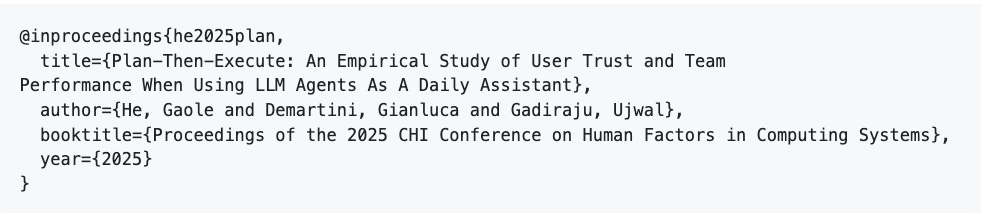 @inproceedings{he2025plan,
  title={Plan-Then-Execute: An Empirical Study of User Trust and Team
Performance When Using LLM Agents As A Daily Assistant},
  author={He, Gaole and Demartini, Gianluca and Gadiraju, Ujwal},
  booktitle={Proceedings of the 2025 CHI Conference on Human Factors in Computing Systems},
  year={2025}
}